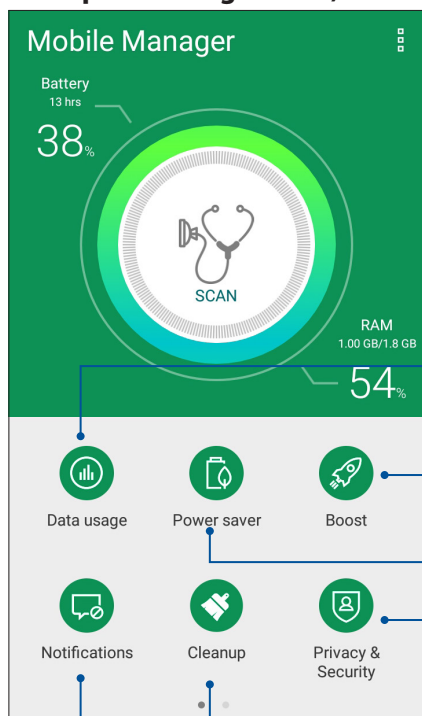 Mobile Manager
Battery
13 hrs
38%
SCAN
RAM
1.00 GB/1.8 GB
54%
Data usage
Power saver
Boost
Notifications
Cleanup
Privacy &
Security